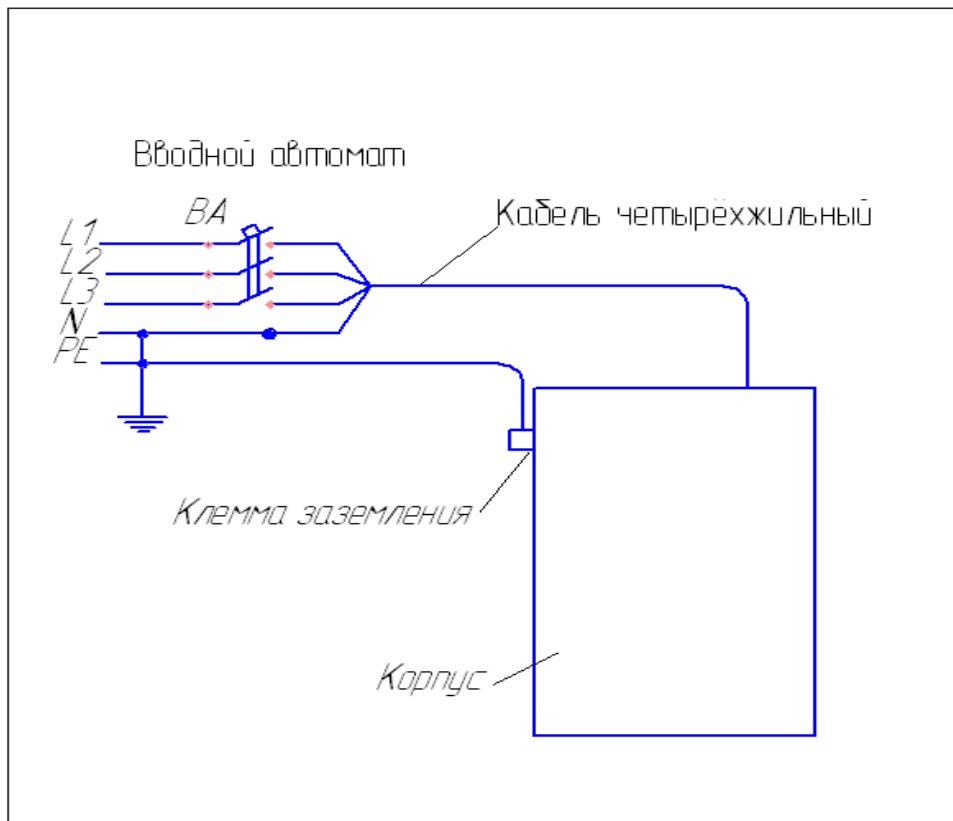 Вводной автомат
ВА
Кабель четырёхжильный
L1
L2
L3
N
PE
Клемма заземления
Корпус